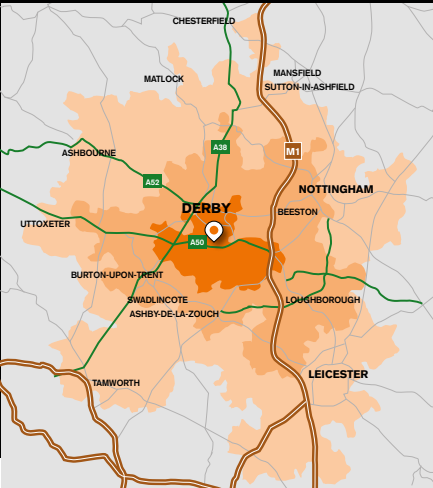 CHESTERFIELD
MATLOCK
MANSFIELD
SUTTON-IN-ASHFIELD
A38
M1
ASHBOURNE
A52
NOTTINGHAM
DERBY
BEESTON
UTTOXETER
A50
BURTON-UPON-TRENT
SWADLINCOTE
LOUGHBOROUGH
ASHBY-DE-LA-ZOUCH
LEICESTER
TAMWORTH